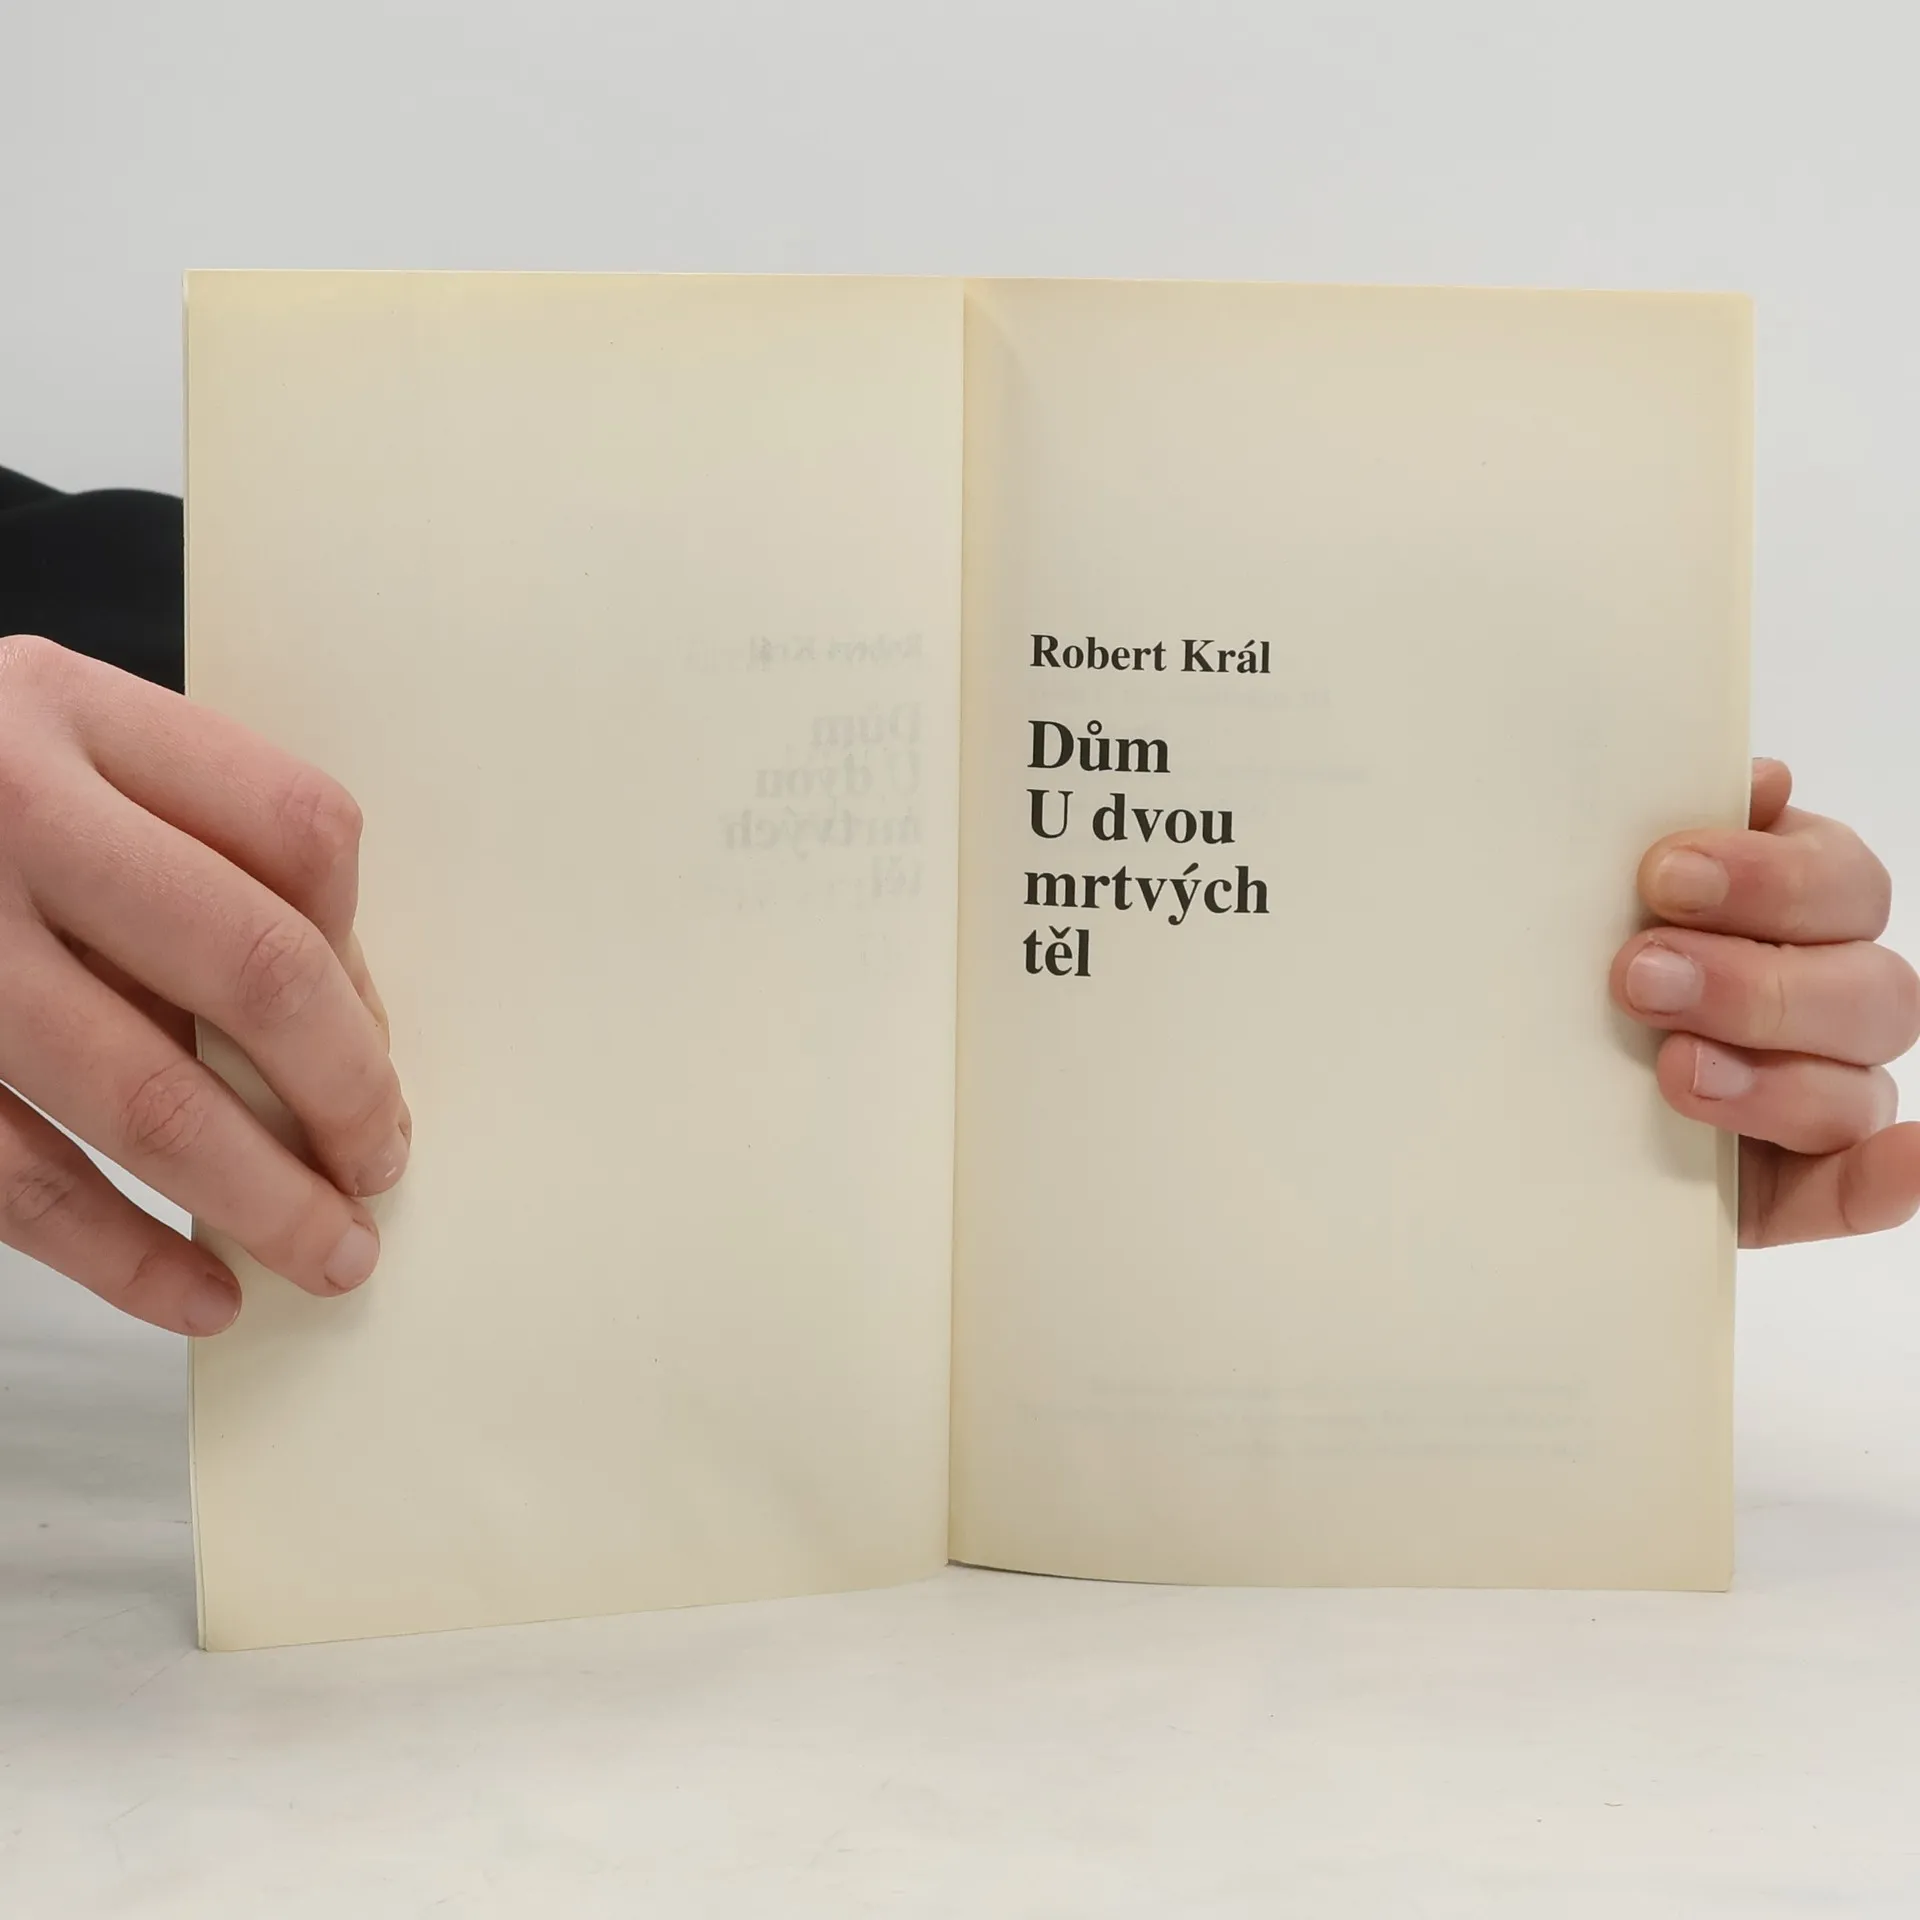 Robert Král
Dům
U dvou
mrtvých
těl